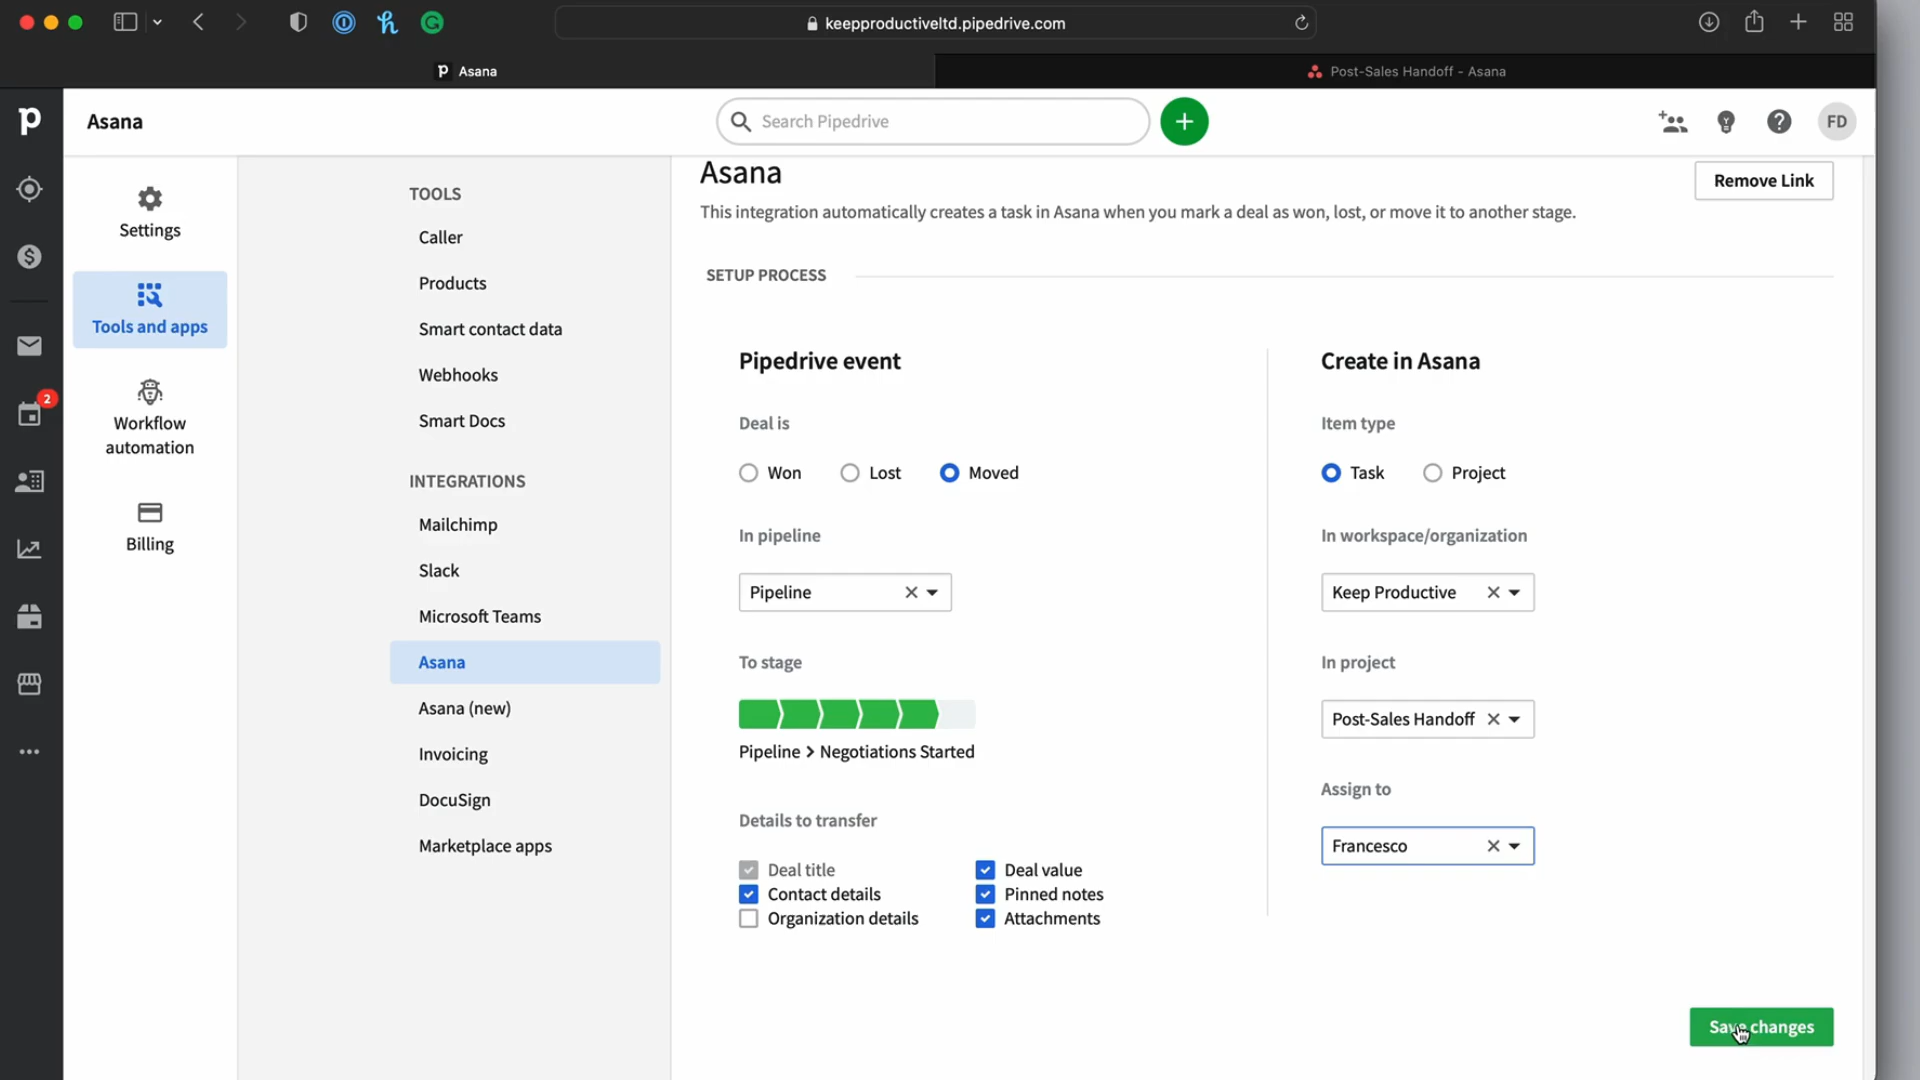 keepproductiveltd.pipedrive.com
Asana
Post-Sales Handoff - Asana
Asana
Search Pipedrive
FD
2
Settings
Tools and apps
Workflow
automation
Billing
TOOLS
Caller
Products
Smart contact data
Webhooks
Smart Docs
INTEGRATIONS
Mailchimp
Slack
Microsoft Teams
Asana
Asana (new)
Invoicing
DocuSign
Marketplace apps
Asana
Remove Link
This integration automatically creates a task in Asana when you mark a deal as won, lost, or move it to another stage.
SETUP PROCESS
Pipedrive event
Deal is
Won Lost Moved
In pipeline
Pipeline
To stage
Pipeline > Negotiations Started
Details to transfer
Deal title Deal value
Contact details Pinned notes
Organization details Attachments
Create in Asana
Item type
Task Project
In workspace/organization
Keep Productive
In project
Post-Sales Handoff
Assign to
Francesco
Save changes